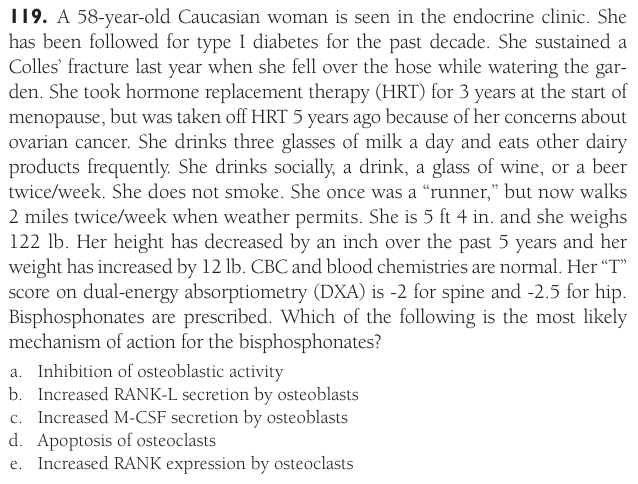 119. A 58-year-old Caucasian woman is seen in the endocrine clinic. She
has been followed for type I diabetes for the past decade. She sustained a
Colles’ fracture last year when she fell over the hose while watering the gar-
den. She took hormone replacement therapy (HRT) for 3 years at the start of
menopause, but was taken off HRT 5 years ago because of her concerns about
ovarian cancer. She drinks three glasses of milk a day and eats other dairy
products frequently. She drinks socially, a drink, a glass of wine, or a beer
twice/week. She does not smoke. She once was a “runner,” but now walks
2 miles twice/week when weather permits. She is 5 ft 4 in. and she weighs
122 lb. Her height has decreased by an inch over the past 5 years and her
weight has increased by 12 lb. CBC and blood chemistries are normal. Her “T”
score on dual-energy absorptiometry (DXA) is -2 for spine and -2.5 for hip.
Bisphosphonates are prescribed. Which of the following is the most likely
mechanism of action for the bisphosphonates?
a. Inhibition of osteoblastic activity
b. Increased RANK-L secretion by osteoblasts
c. Increased M-CSF secretion by osteoblasts
d. Apoptosis of osteoclasts
e. Increased RANK expression by osteoclasts